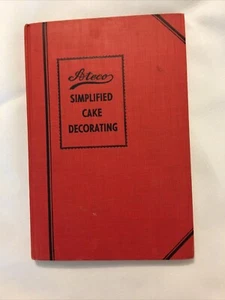 Ateco
SIMPLIFIED
CAKE
DECORATING